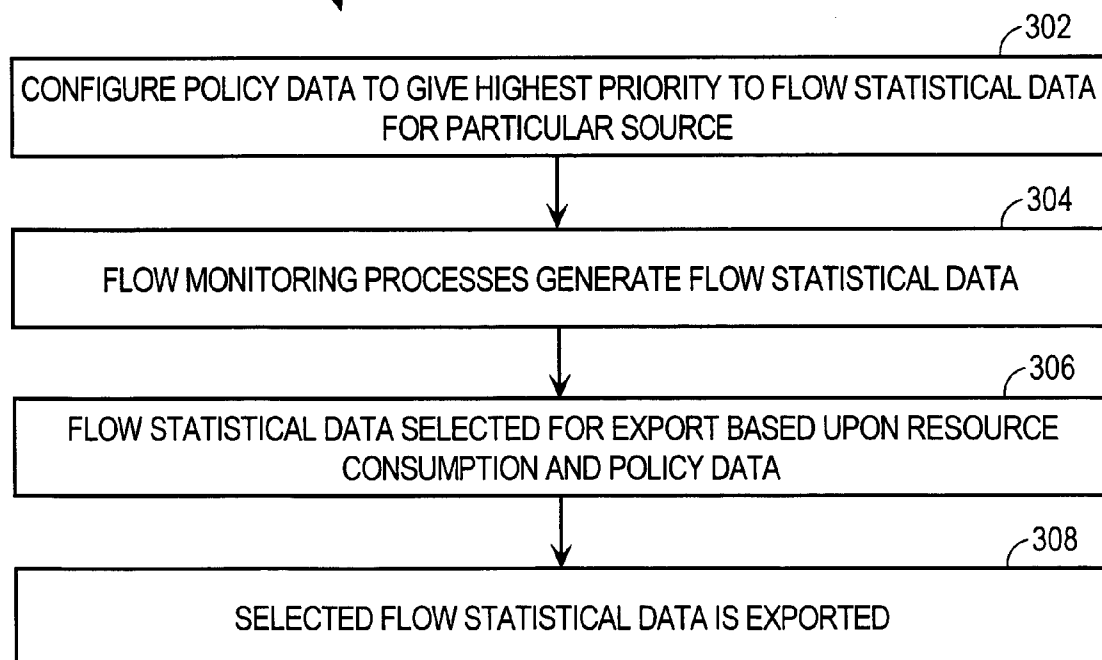 302
CONFIGURE POLICY DATA TO GIVE HIGHEST PRIORITY TO FLOW STATISTICAL DATA
FOR PARTICULAR SOURCE
304
FLOW MONITORING PROCESSES GENERATE FLOW STATISTICAL DATA
306
FLOW STATISTICAL DATA SELECTED FOR EXPORT BASED UPON RESOURCE
CONSUMPTION AND POLICY DATA
308
SELECTED FLOW STATISTICAL DATA IS EXPORTED